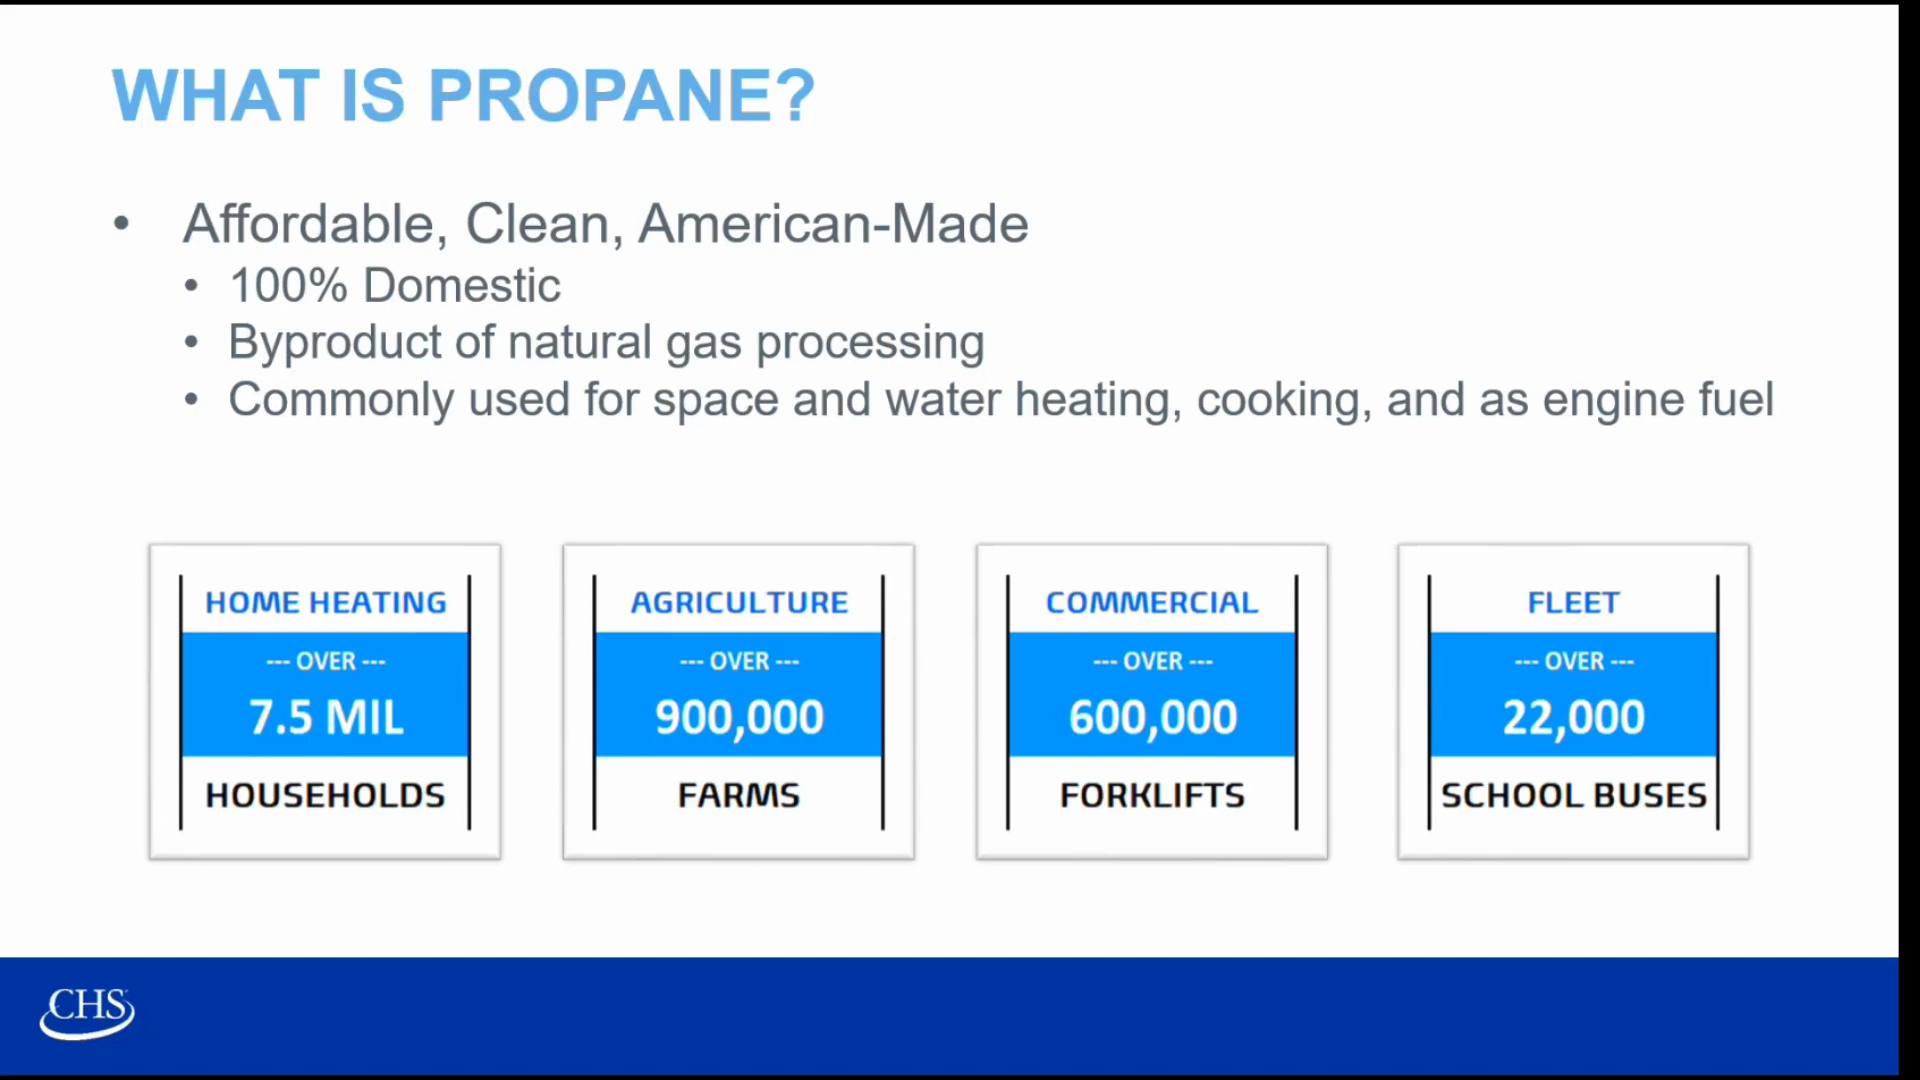 WHAT IS PROPANE?
• Affordable, Clean, American-Made
• 100% Domestic
• Byproduct of natural gas processing
• Commonly used for space and water heating, cooking, and as engine fuel
HOME HEATING
--- OVER ---
7.5 MIL
HOUSEHOLDS
AGRICULTURE
--- OVER ---
900,000
FARMS
COMMERCIAL
--- OVER ---
600,000
FORKLIFTS
FLEET
--- OVER ---
22,000
SCHOOL BUSES
CHS